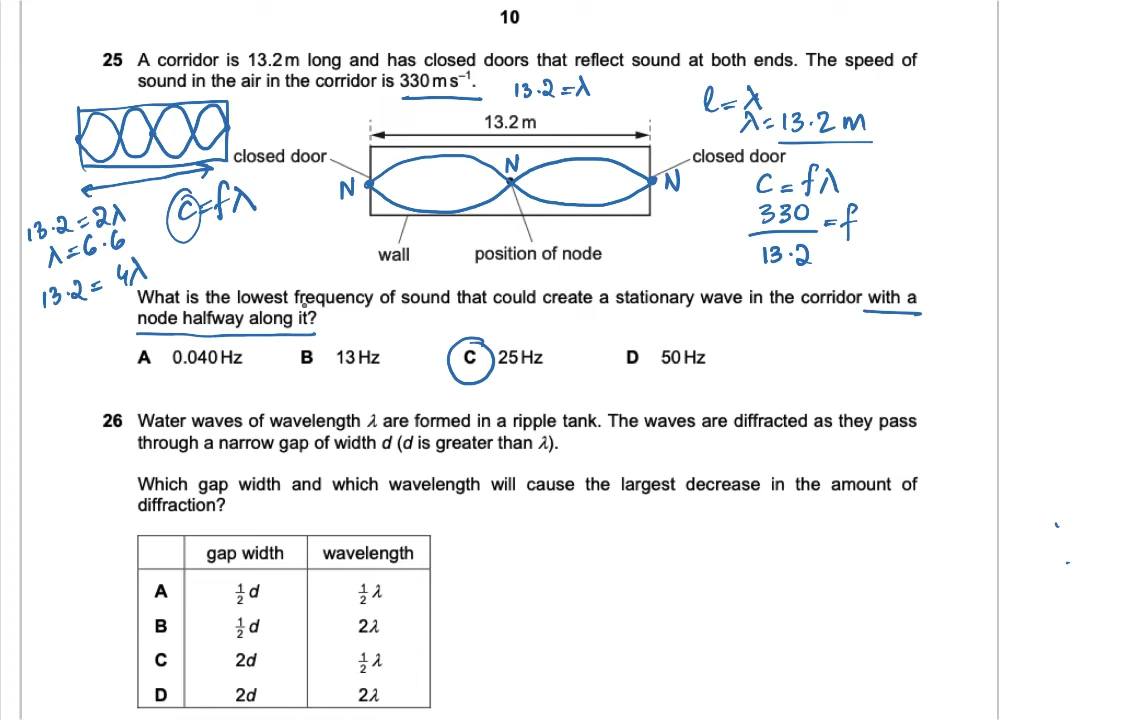 10
25 A corridor is 13.2 m long and has closed doors that reflect sound at both ends. The speed of
sound in the air in the corridor is 330 m s⁻¹.
13.2 = λ
l = λ
λ = 13.2 m
13.2 m
closed door
closed door
N
N
N
C = fλ
C = fλ
330
13.2
= f
13.2 = 2λ
λ = 6.6
13.2 = 4λ
wall
position of node
What is the lowest frequency of sound that could create a stationary wave in the corridor with a
node halfway along it?
A 0.040 Hz B 13 Hz C 25 Hz D 50 Hz
26 Water waves of wavelength λ are formed in a ripple tank. The waves are diffracted as they pass
through a narrow gap of width d (d is greater than λ).
Which gap width and which wavelength will cause the largest decrease in the amount of
diffraction?
gap width wavelength
A ½d ½λ
B ½d 2λ
C 2d ½λ
D 2d 2λ